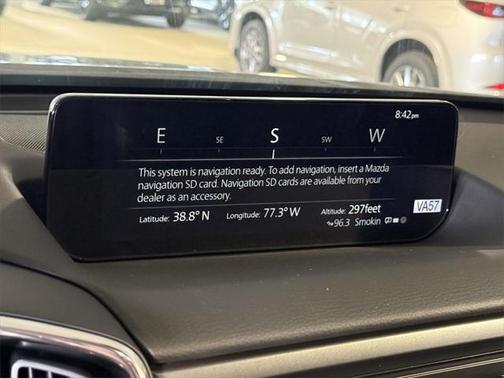 8:42pm
E SE S SW W
This system is navigation ready. To add navigation, insert a Mazda
navigation SD card. Navigation SD cards are available from your
dealer as an accessory.
Latitude: 38.8° N Longitude: 77.3° W Altitude: 297feet
VA57
96.3 Smokin